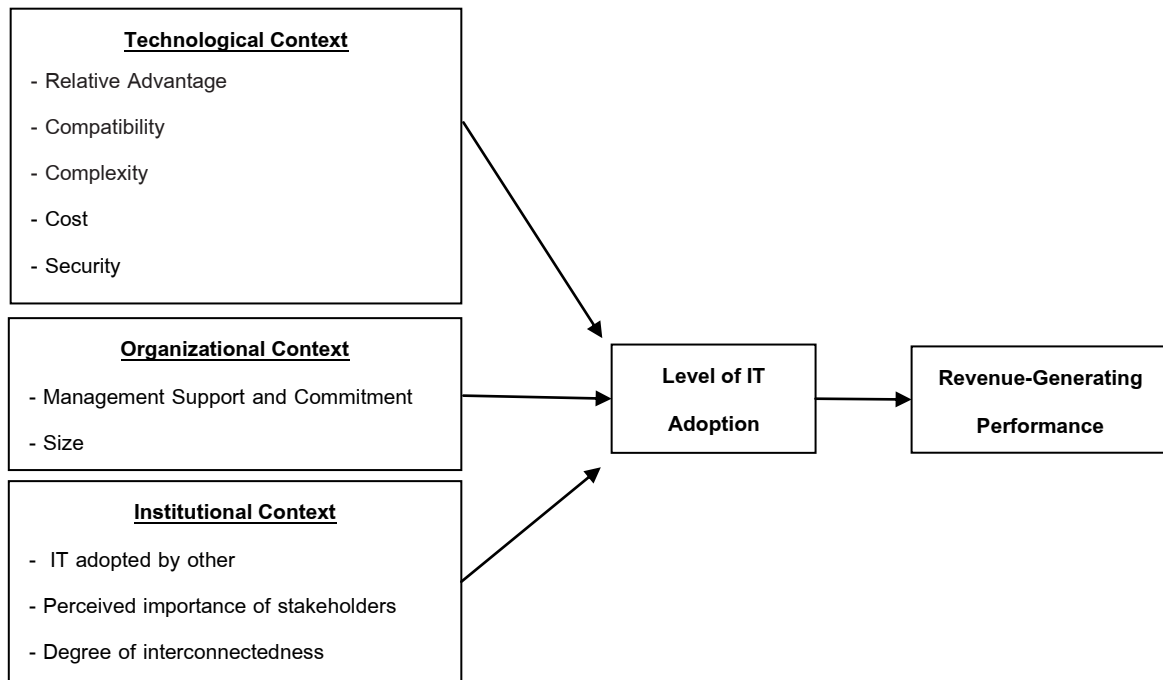 Technological Context
- Relative Advantage
- Compatibility
- Complexity
- Cost
- Security
Organizational Context
- Management Support and Commitment
- Size
Institutional Context
- IT adopted by other
- Perceived importance of stakeholders
- Degree of interconnectedness
Level of IT
Adoption
Revenue-Generating
Performance